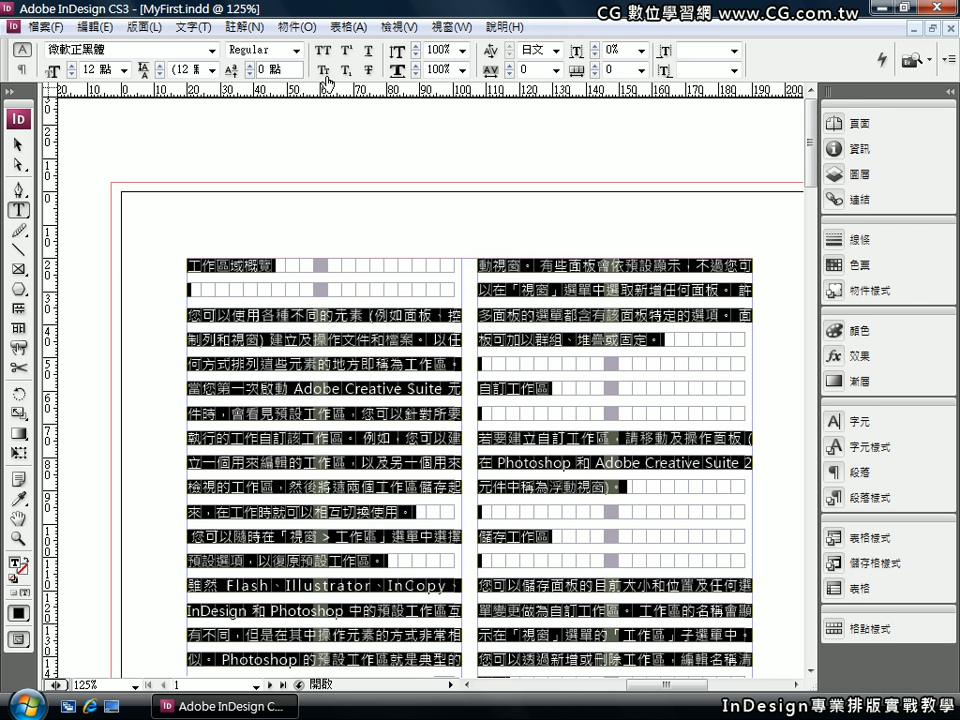 Adobe InDesign CS3 - [MyFirst.indd @ 125%]
CG 數位學習網 www.CG.com.tw
檔案(F) 編輯(E) 版面(L) 文字(T) 註解(N) 物件(O) 表格(A) 檢視(V) 視窗(W) 說明(H)
微軟正黑體 Regular 100% 日文 0%
12 點 (12 點 0 點 100% 0 0
工作區域概覽
您可以使用各種不同的元素 (例如面板、控
制列和視窗) 建立及操作文件和檔案。以任
何方式排列這些元素的地方即稱為工作區。
當您第一次啟動 Adobe Creative Suite 元
件時，會看見預設工作區，您可以針對所要
執行的工作自訂該工作區。例如，您可以建
立一個用來編輯的工作區，以及另一個用來
檢視的工作區，然後將這兩個工作區儲存起
來，在工作時就可以相互切換使用。
您可以隨時在「視窗 > 工作區」選單中選擇
預設選項，以復原預設工作區。
雖然 Flash、Illustrator、InCopy、
InDesign 和 Photoshop 中的預設工作區互
有不同，但是在其中操作元素的方式非常相
似。Photoshop 的預設工作區就是典型的
動視窗。有些面板會依預設顯示，不過您可
以在「視窗」選單中選取新增任何面板。許
多面板的選單都含有該面板特定的選項。面
板可加以群組、堆疊或固定。
自訂工作區
若要建立自訂工作區，請移動及操作面板 (
在 Photoshop 和 Adobe Creative Suite 2
元件中稱為浮動視窗)。
儲存工作區
您可以儲存面板的目前大小和位置及任何選
單變更做為自訂工作區。工作區的名稱會顯
示在「視窗」選單的「工作區」子選單中。
您可以透過新增或刪除工作區，編輯名稱清
頁面
資訊
圖層
連結
線條
色票
物件樣式
顏色
效果
漸層
字元
字元樣式
段落
段落樣式
表格樣式
儲存格樣式
表格
格點樣式
125% 1 開啟
Adobe InDesign C...
InDesign專業排版實戰教學